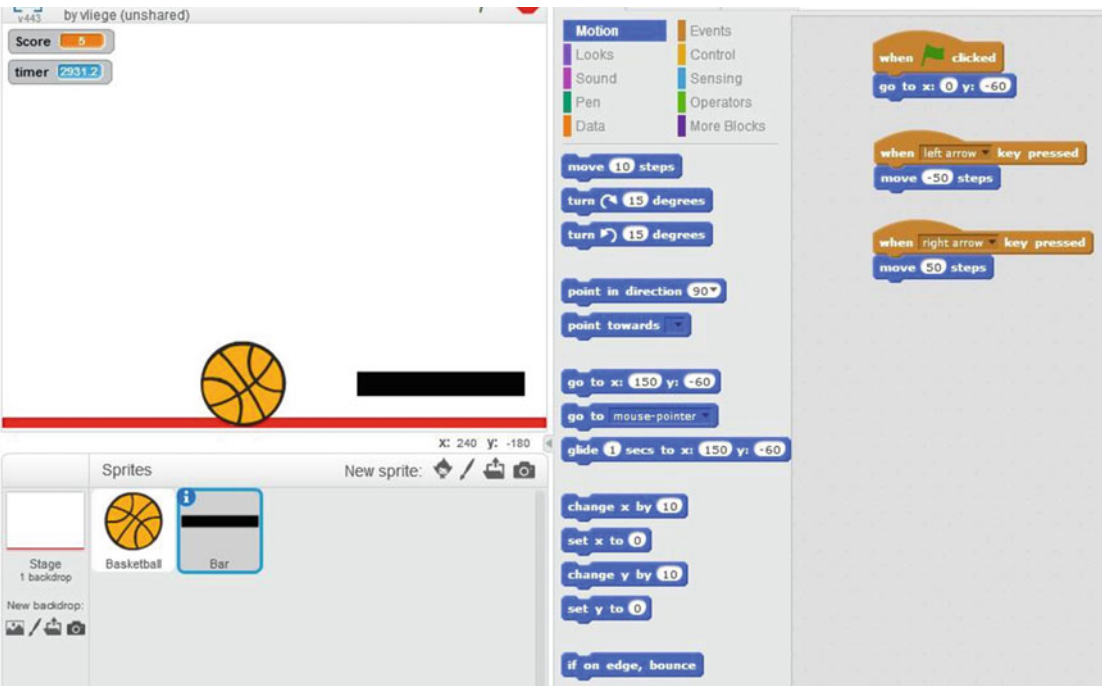 v443
by vliege (unshared)
Score 5
timer 2931.2
x: 240 y: -180
Sprites
New sprite:
Stage
1 backdrop
New backdrop:
Basketball
i
Bar
Motion
Events
Looks
Control
Sound
Sensing
Pen
Operators
Data
More Blocks
move 10 steps
turn 15 degrees
turn 15 degrees
point in direction 90
point towards
go to x: 150 y: -60
go to mouse-pointer
glide 1 secs to x: 150 y: -60
change x by 10
set x to 0
change y by 10
set y to 0
if on edge, bounce
when clicked
go to x: 0 y: -60
when left arrow key pressed
move -50 steps
when right arrow key pressed
move 50 steps